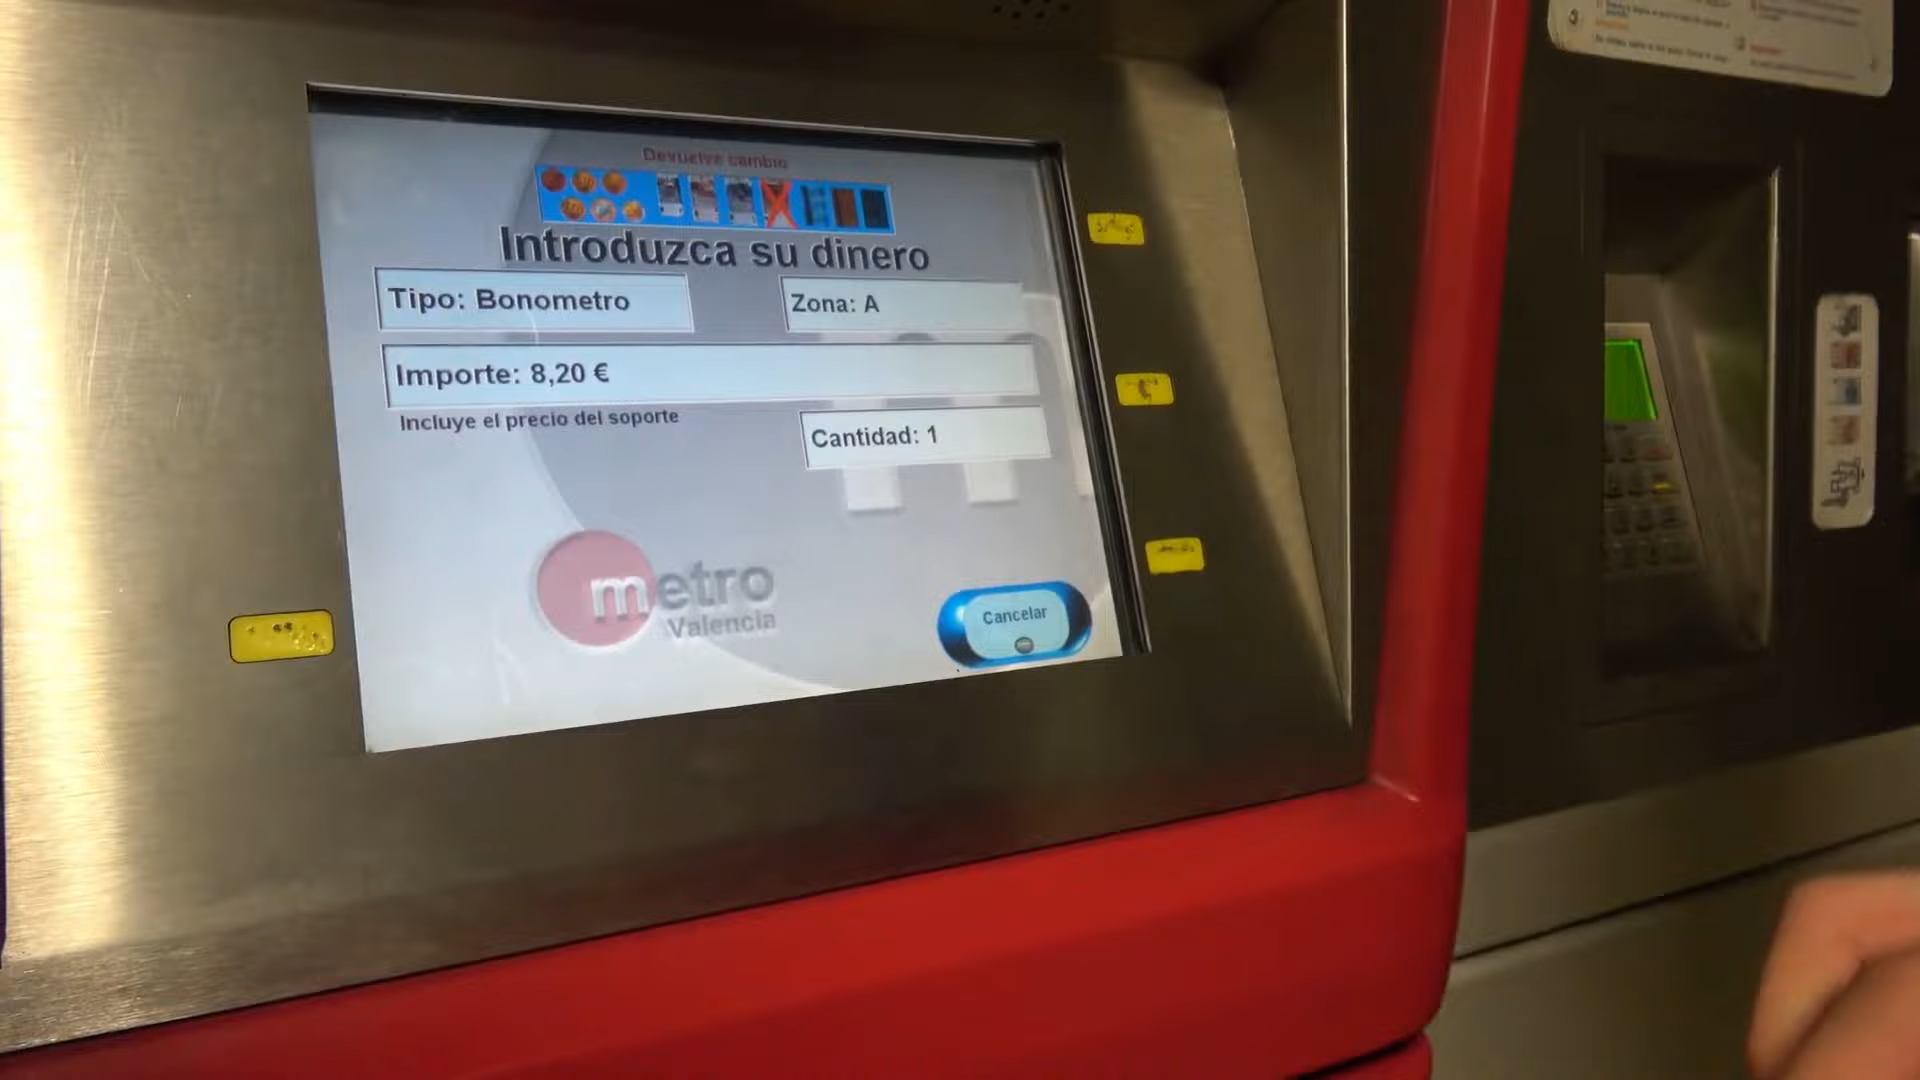 Devuelve cambio
Introduzca su dinero
Tipo: Bonometro
Zona: A
Importe: 8,20 €
Incluye el precio del soporte
Cantidad: 1
metro
Valencia
Cancelar